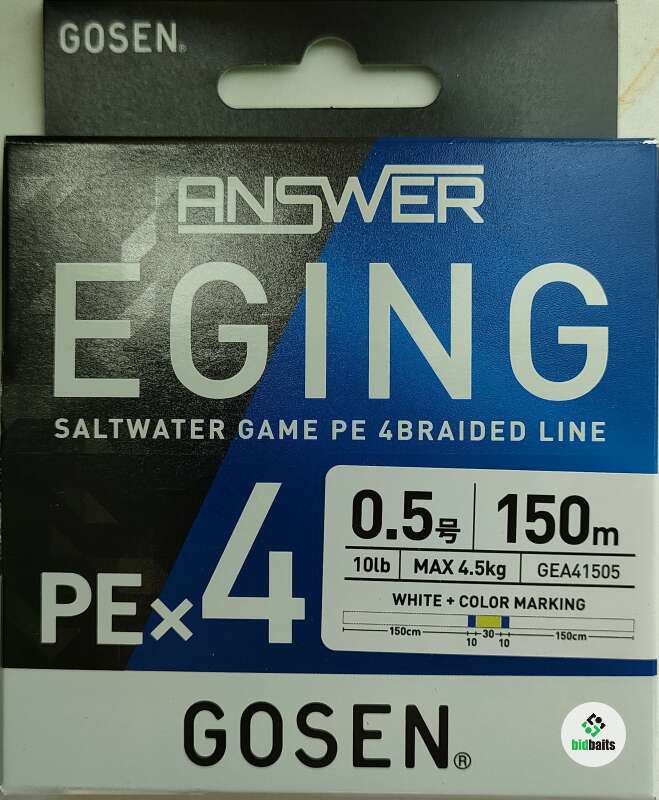 GOSEN®
ANSWER
EGING
SALTWATER GAME PE 4BRAIDED LINE
PE×4
0.5号 150m
10lb MAX 4.5kg GEA41505
WHITE + COLOR MARKING
150cm 10 30 10 150cm
GOSEN®
bidbaits